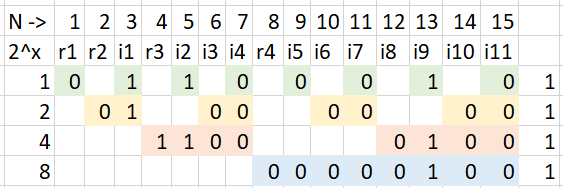 N -> 1 2 3 4 5 6 7 8 9 10 11 12 13 14 15
2^x r1 r2 i1 r3 i2 i3 i4 r4 i5 i6 i7 i8 i9 i10 i11
1 0 1 1 0 0 0 1 0 1
2 0 1 0 0 0 0 0 0 1
4 1 1 0 0 0 1 0 0 1
8 0 0 0 0 0 1 0 0 1